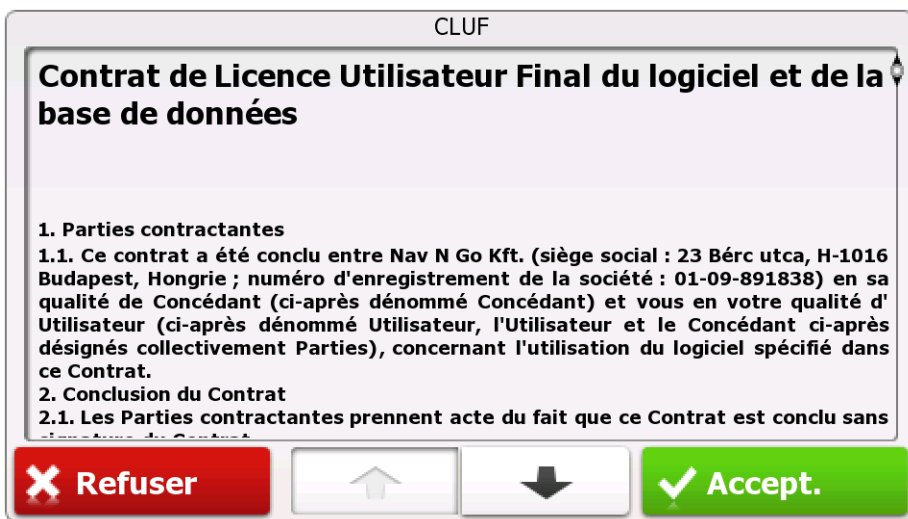 CLUF
Contrat de Licence Utilisateur Final du logiciel et de la
base de données
1. Parties contractantes
1.1. Ce contrat a été conclu entre Nav N Go Kft. (siège social : 23 Bérc utca, H-1016
Budapest, Hongrie ; numéro d'enregistrement de la société : 01-09-891838) en sa
qualité de Concédant (ci-après dénommé Concédant) et vous en votre qualité d'
Utilisateur (ci-après dénommé Utilisateur, l'Utilisateur et le Concédant ci-après
désignés collectivement Parties), concernant l'utilisation du logiciel spécifié dans
ce Contrat.
2. Conclusion du Contrat
2.1. Les Parties contractantes prennent acte du fait que ce Contrat est conclu sans
signature du Contrat.
Refuser
Accept.